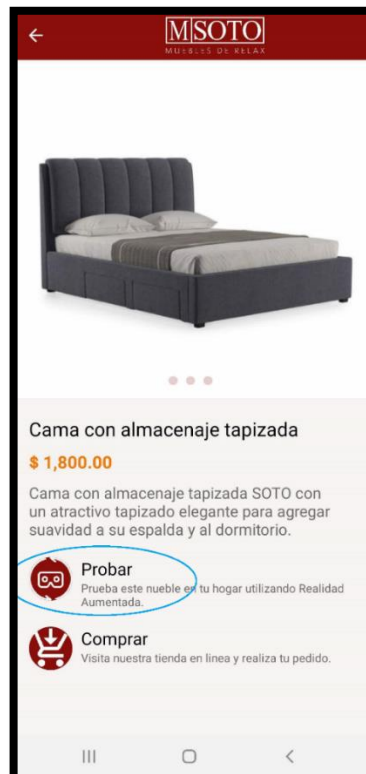 M|SOTO
MUEBLES DE RELAX
Cama con almacenaje tapizada
$ 1,800.00
Cama con almacenaje tapizada SOTO con
un atractivo tapizado elegante para agregar
suavidad a su espalda y al dormitorio.
Probar
Prueba este nueble en tu hogar utilizando Realidad
Aumentada.
Comprar
Visita nuestra tienda en linea y realiza tu pedido.